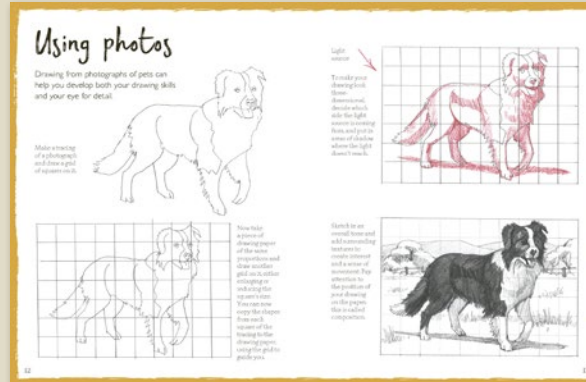 Using photos
Drawing from photographs of pets can
help you develop both your drawing skills
and your eye for detail.
Make a tracing
of a photograph
and draw a grid
of squares on it.
Now take
a piece of
drawing paper
of the same
proportions and
draw another
grid on it, either
enlarging or
reducing the
square's size.
You can now
copy the shapes
from each
square of the
tracing to the
drawing paper,
using the grid to
guide you.
Light
source
To make your
drawing look
three-
dimensional,
decide which
side the light
source is coming
from and put in
areas of shadow
where the light
doesn't reach.
Sketch in an
overall tone and
add surrounding
textures to
create interest
and a sense of
movement. Pay
attention to
the position of
your drawing
on the paper;
this is called
composition.
12